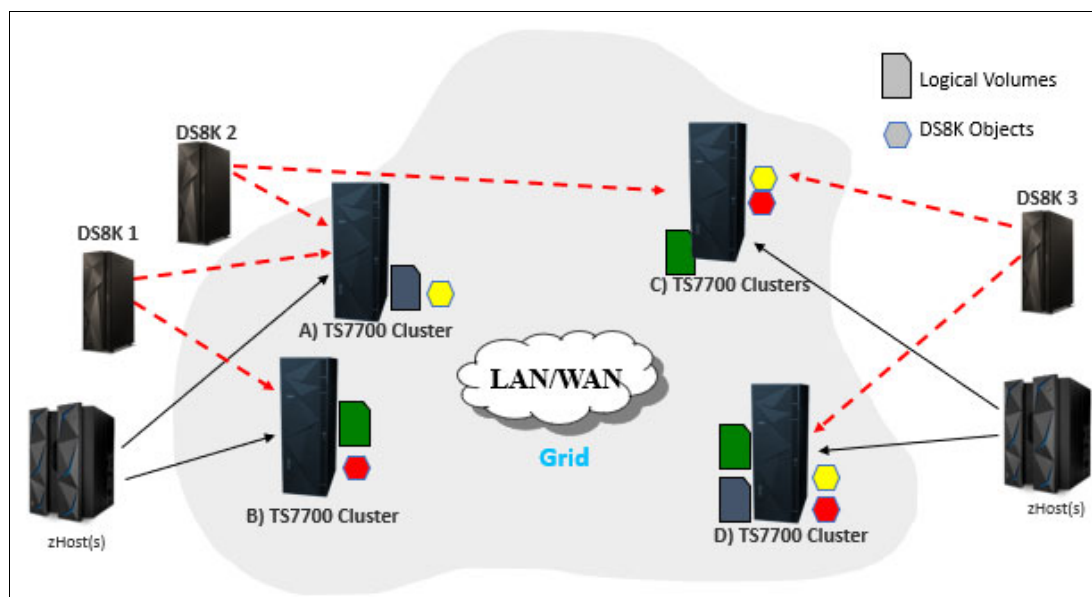 Logical Volumes
DS8K Objects
DS8K 2
DS8K 1
DS8K 3
A) TS7700 Cluster
C) TS7700 Clusters
LAN/WAN
Grid
B) TS7700 Cluster
D) TS7700 Cluster
zHost(s)
zHost(s)